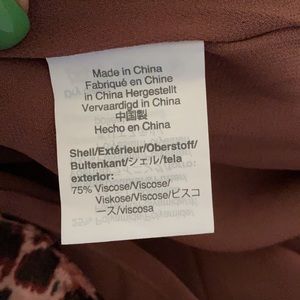 Made in China
Fabriqué en Chine
in China Hergestellt
Vervaardigd in China
中国製
Hecho en China
Shell/Extérieur/Oberstoff/
Buitenkant/シェル/tela
exterior:
75% Viscose/Viscose/
Viskose/Viscose/ビスコ
ース/viscosa